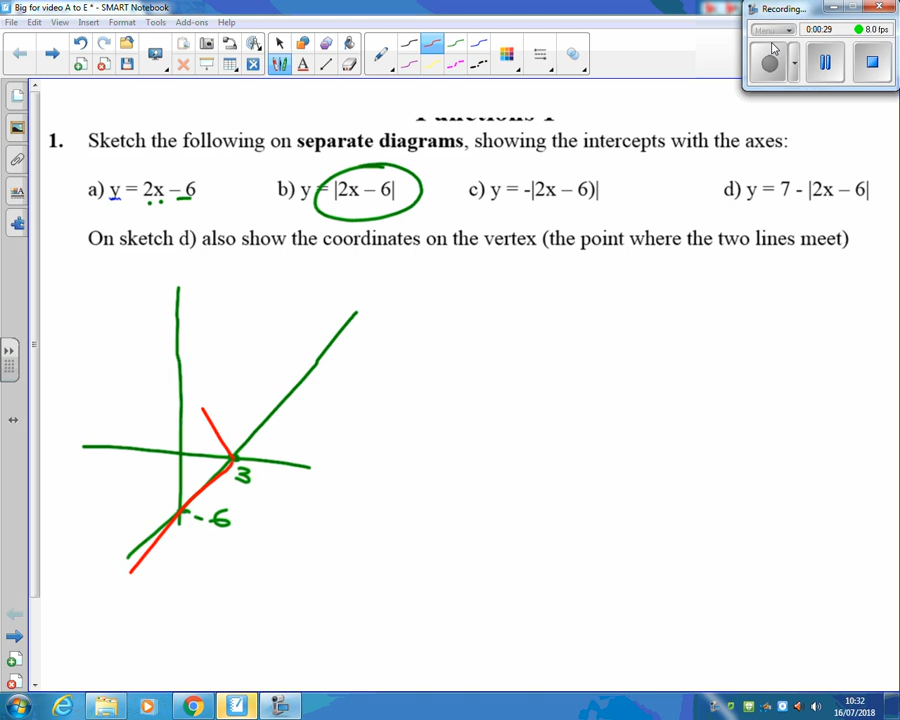 Big for video A to E * - SMART Notebook
Recording...
File Edit View Insert Format Tools Add-ons Help
Menu 0:00:29 8.0 fps
1. Sketch the following on separate diagrams, showing the intercepts with the axes:
a) y = 2x – 6 b) y = |2x – 6| c) y = -|2x – 6)| d) y = 7 - |2x – 6|
On sketch d) also show the coordinates on the vertex (the point where the two lines meet)
3
-6
10:32
16/07/2018